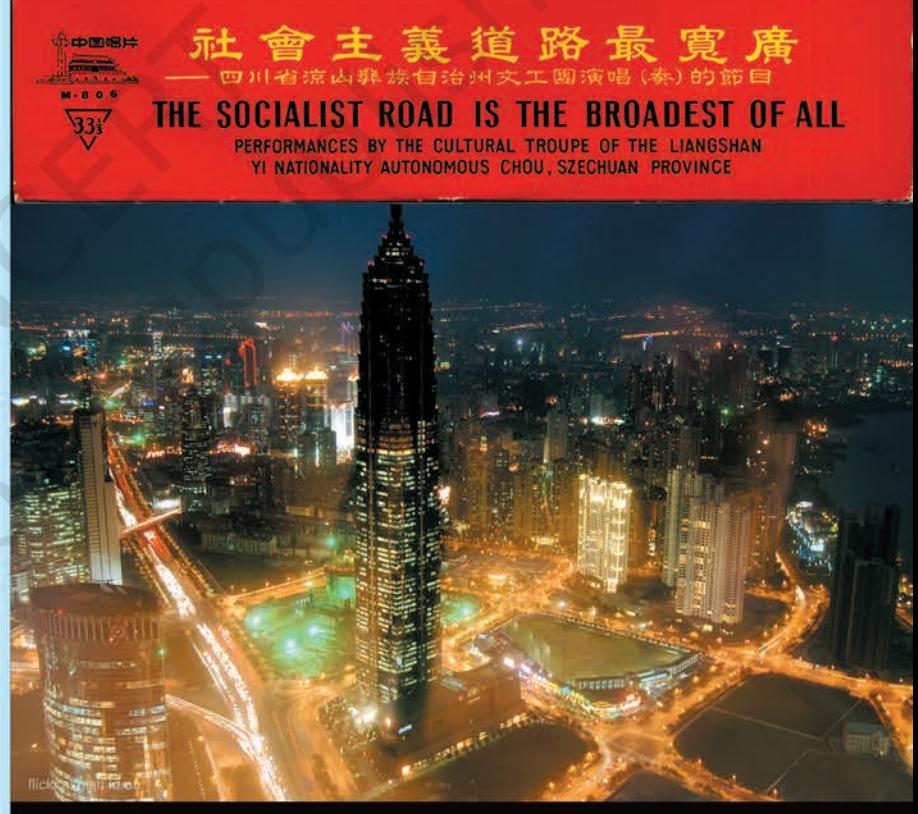 中国唱片
社會主義道路最寬廣
——四川省涼山彝族自治州文工團演唱(奏)的節目
M-806
33⅓
THE SOCIALIST ROAD IS THE BROADEST OF ALL
PERFORMANCES BY THE CULTURAL TROUPE OF THE LIANGSHAN
YI NATIONALITY AUTONOMOUS CHOU, SZECHUAN PROVINCE